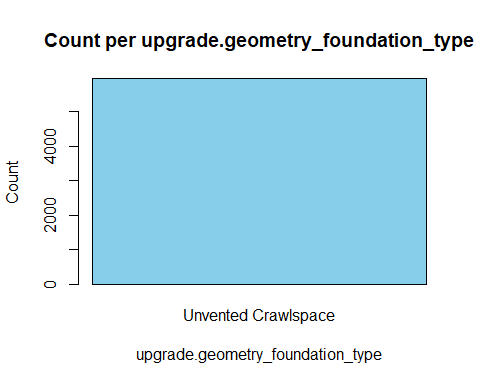 Count per upgrade.geometry_foundation_type
Count
4000
2000
0
Unvented Crawlspace
upgrade.geometry_foundation_type